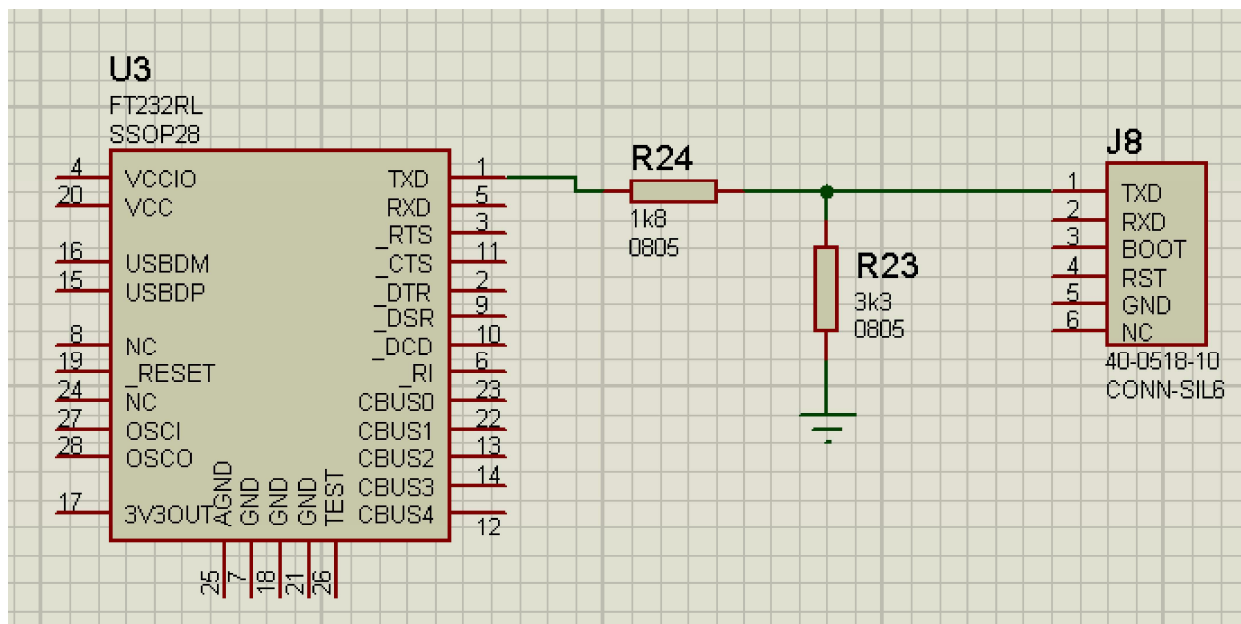 U3
FT232RL
SSOP28
4 VCCIO
20 VCC
16 USBDM
15 USBDP
8 NC
19 _RESET
24 NC
27 OSCI
28 OSCO
17 3V3OUT
TXD 1
RXD 5
_RTS 3
_CTS 11
_DTR 2
_DSR 9
_DCD 10
_RI 6
CBUS0 23
CBUS1 22
CBUS2 13
CBUS3 14
CBUS4 12
AGND 25
GND 7
GND 18
GND 21
TEST 26
R24
1k8
0805
R23
3k3
0805
J8
1 TXD
2 RXD
3 BOOT
4 RST
5 GND
6 NC
40-0518-10
CONN-SIL6